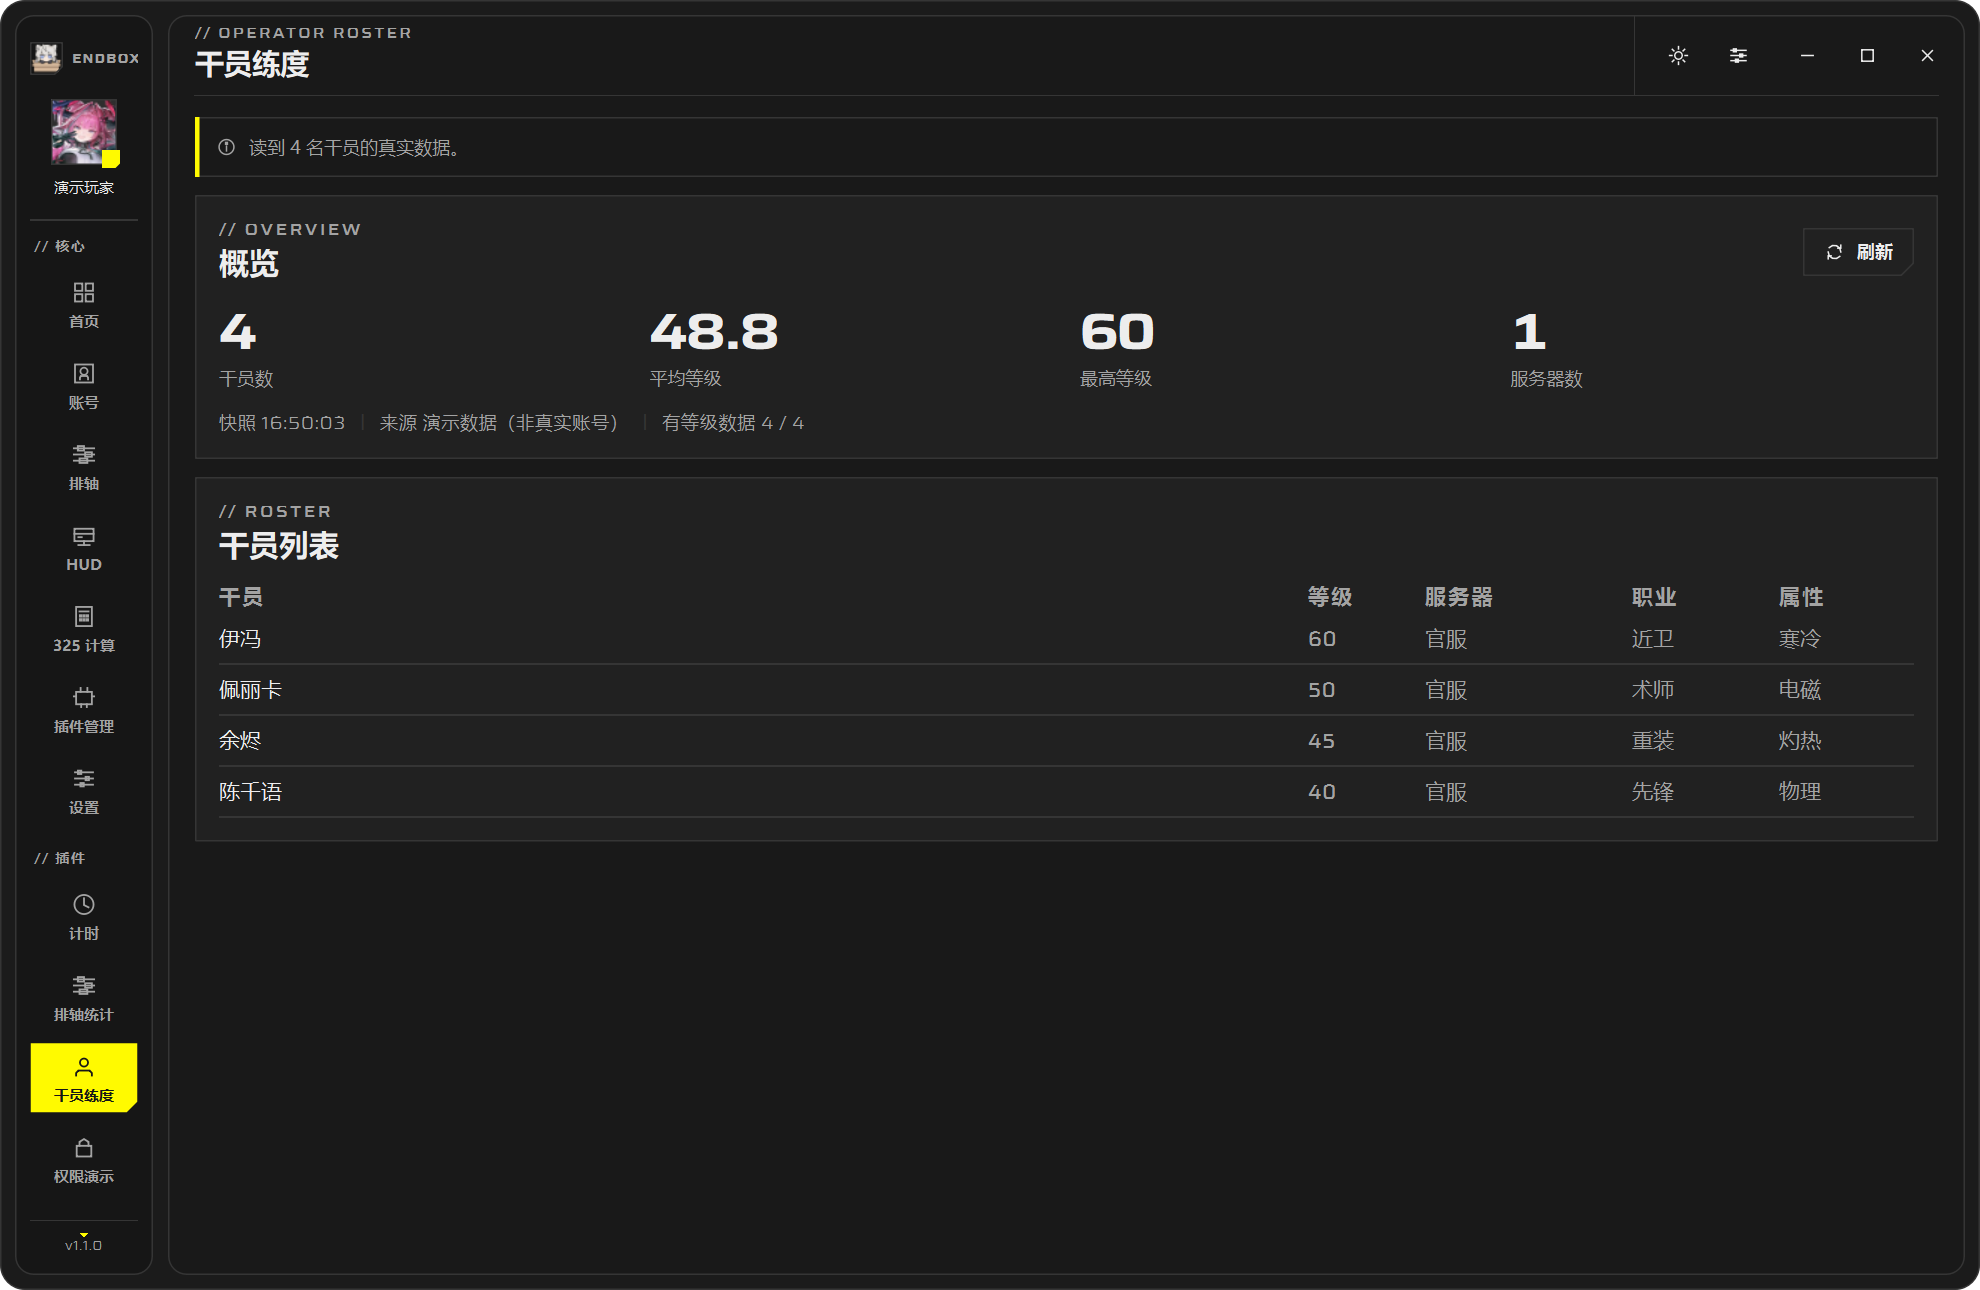 ENDBOX
演示玩家
// 核心
首页
账号
排轴
HUD
325 计算
插件管理
设置
// 插件
计时
排轴统计
干员练度
权限演示
v1.1.0
// OPERATOR ROSTER
干员练度
读到 4 名干员的真实数据。
// OVERVIEW
概览
刷新
4
干员数
48.8
平均等级
60
最高等级
1
服务器数
快照 16:50:03 来源 演示数据（非真实账号） 有等级数据 4 / 4
// ROSTER
干员列表
干员 等级 服务器 职业 属性
伊冯 60 官服 近卫 寒冷
佩丽卡 50 官服 术师 电磁
余烬 45 官服 重装 灼热
陈千语 40 官服 先锋 物理